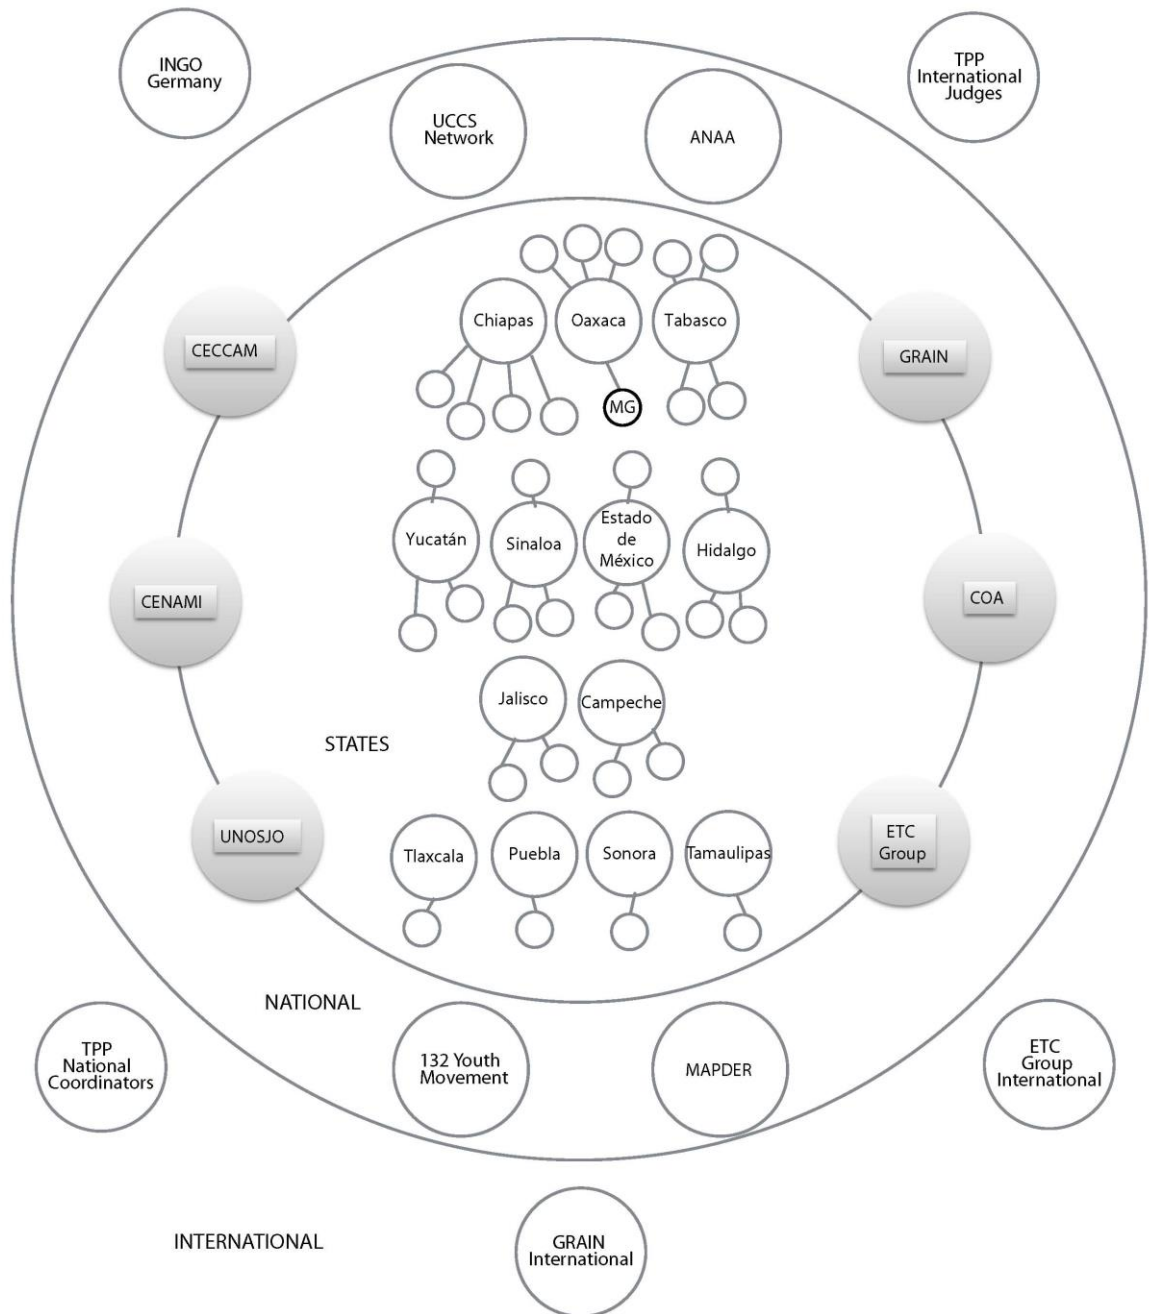 INGO
Germany
TPP
International
Judges
UCCS
Network
ANAA
Chiapas
Oaxaca
Tabasco
CECCAM
GRAIN
MG
Yucatán
Sinaloa
Estado
de
México
Hidalgo
CENAMI
COA
Jalisco
Campeche
STATES
UNOSJO
ETC
Group
Tlaxcala
Puebla
Sonora
Tamaulipas
NATIONAL
TPP
National
Coordinators
132 Youth
Movement
MAPDER
ETC
Group
International
INTERNATIONAL
GRAIN
International